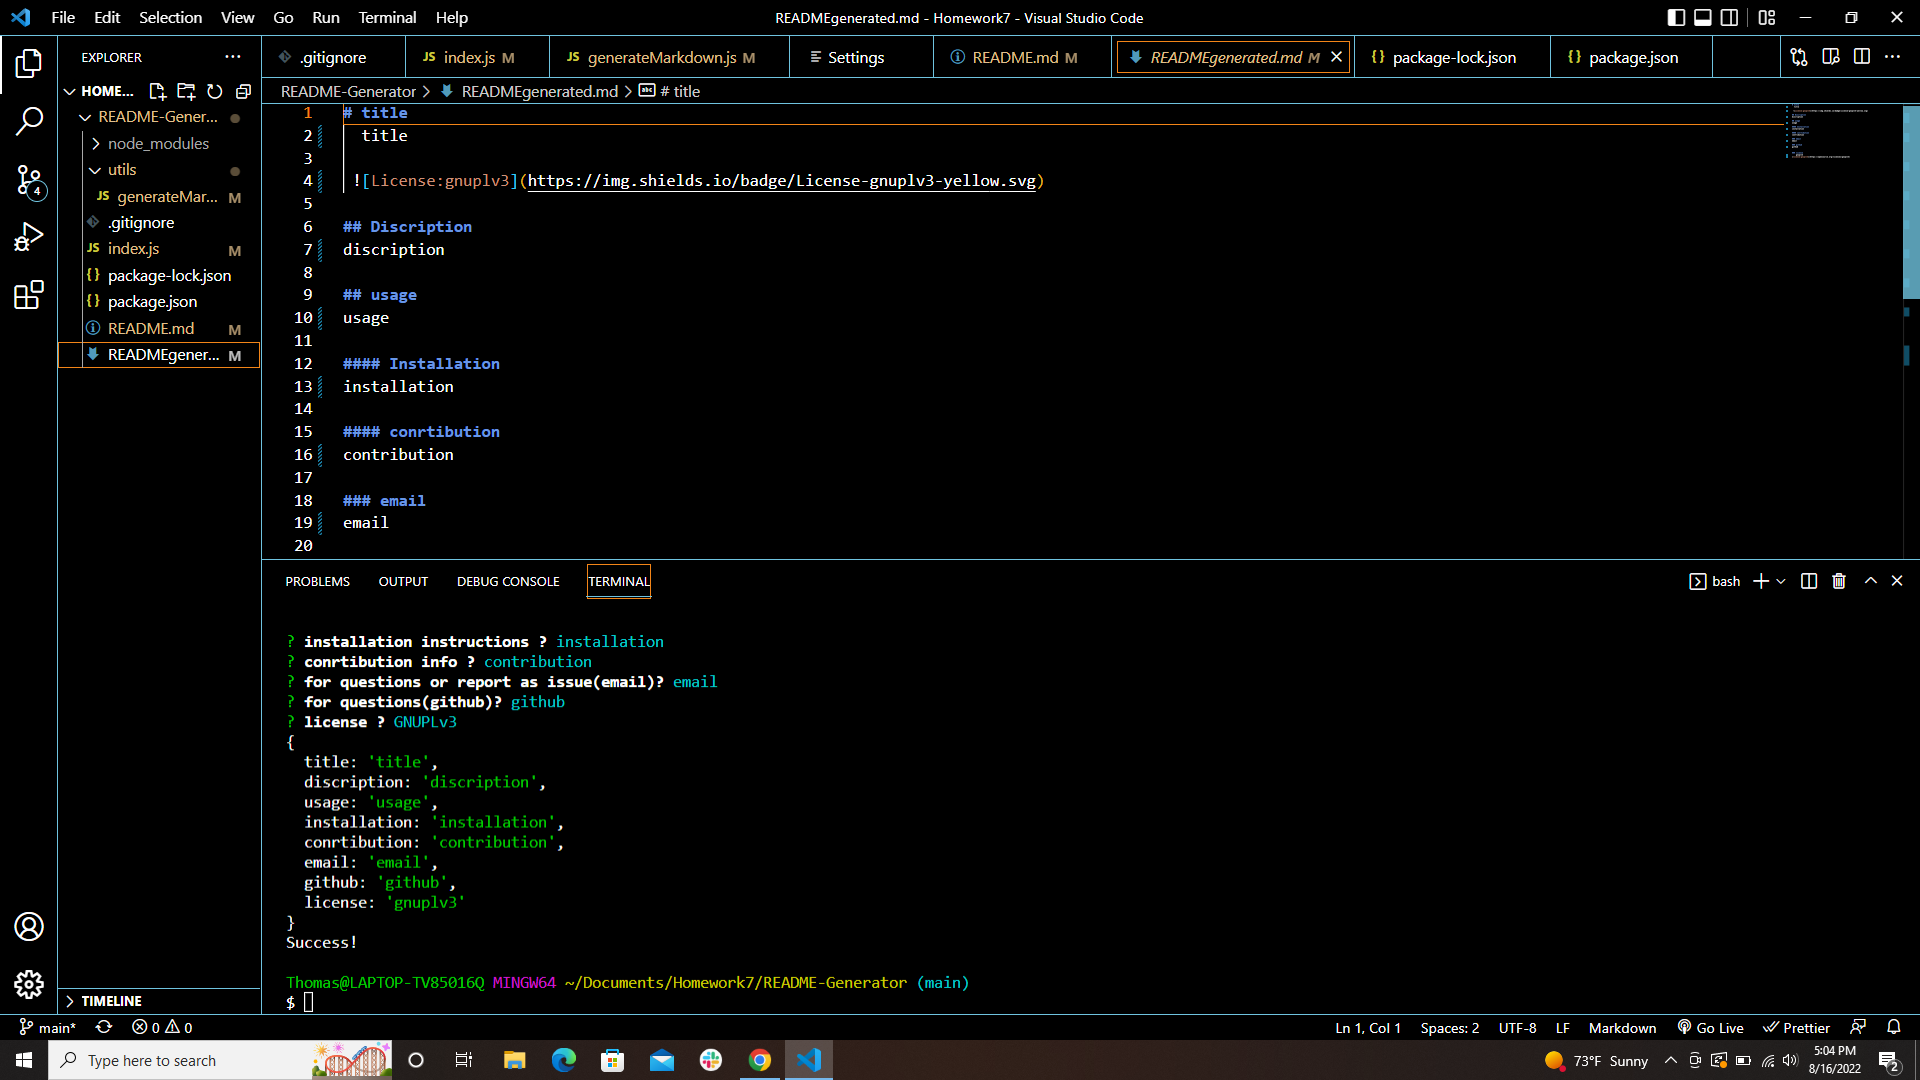 File Edit Selection View Go Run Terminal Help
READMEgenerated.md - Homework7 - Visual Studio Code
EXPLORER
.gitignore
JS index.js M
JS generateMarkdown.js M
Settings
README.md M
READMEgenerated.md M
{} package-lock.json
{} package.json
HOME...
README-Generator > READMEgenerated.md > # title
README-Gener...
node_modules
utils
JS generateMar... M
.gitignore
JS index.js M
{} package-lock.json
{} package.json
README.md M
READMEgener... M
4
1 # title
2 title
3
4 ![License:gnuplv3](https://img.shields.io/badge/License-gnuplv3-yellow.svg)
5
6 ## Discription
7 discription
8
9 ## usage
10 usage
11
12 #### Installation
13 installation
14
15 #### conrtibution
16 contribution
17
18 ### email
19 email
20
PROBLEMS OUTPUT DEBUG CONSOLE TERMINAL
bash
? installation instructions ? installation
? conrtibution info ? contribution
? for questions or report as issue(email)? email
? for questions(github)? github
? license ? GNUPLv3
{
title: 'title',
discription: 'discription',
usage: 'usage',
installation: 'installation',
conrtibution: 'contribution',
email: 'email',
github: 'github',
license: 'gnuplv3'
}
Success!
Thomas@LAPTOP-TV85016Q MINGW64 ~/Documents/Homework7/README-Generator (main)
$
TIMELINE
main* 0 0
Ln 1, Col 1 Spaces: 2 UTF-8 LF Markdown Go Live Prettier
Type here to search
73°F Sunny
5:04 PM
8/16/2022
2